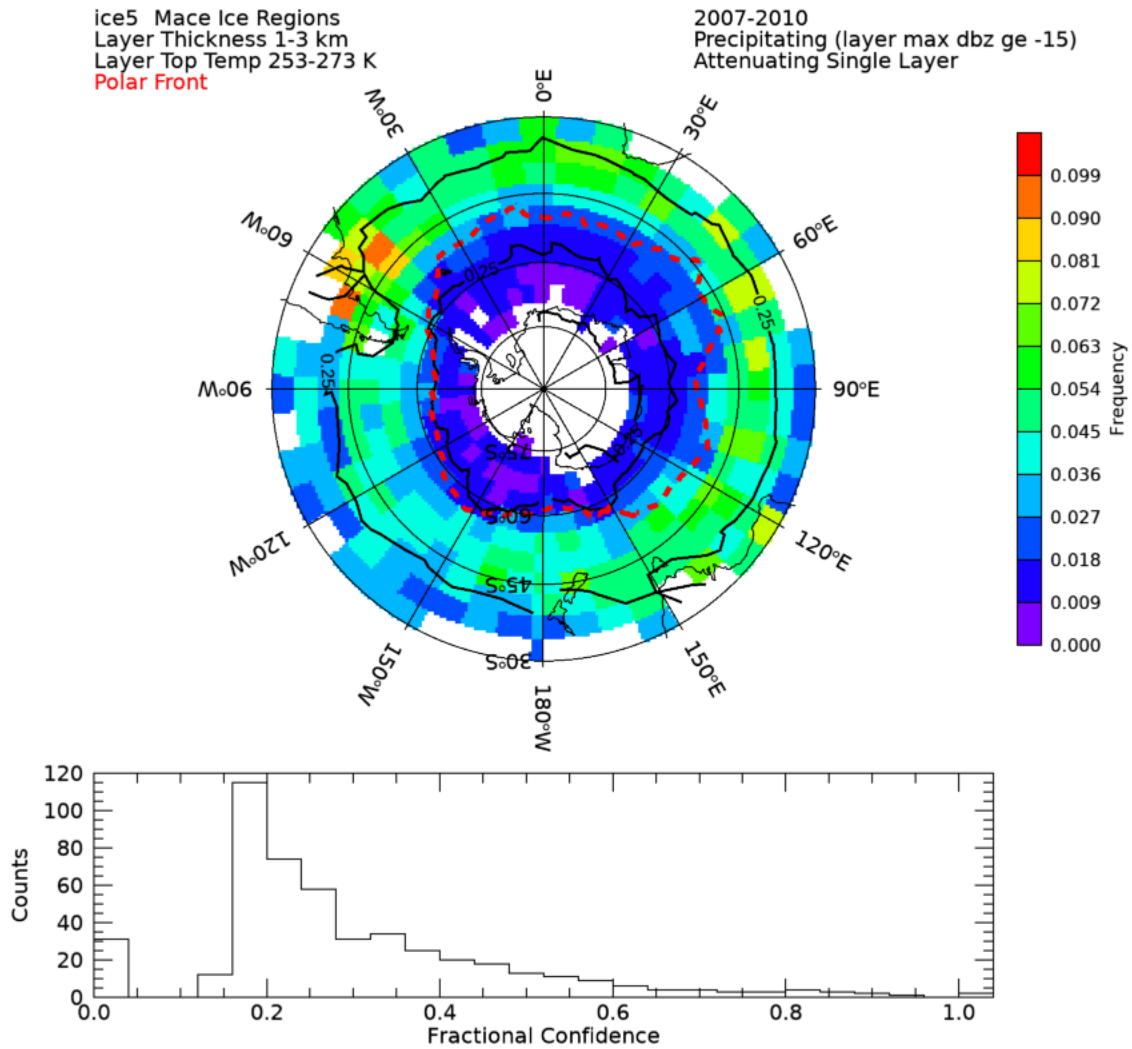 ice5 Mace Ice Regions
Layer Thickness 1-3 km
Layer Top Temp 253-273 K
Polar Front
2007-2010
Precipitating (layer max dbz ge -15)
Attenuating Single Layer
0°E
30°E
60°E
90°E
120°E
150°E
180°W
150°W
120°W
90°W
60°W
30°W
75°S
60°S
45°S
30°S
0.25
0.25
0.25
0.099
0.090
0.081
0.072
0.063
0.054
0.045
0.036
0.027
0.018
0.009
0.000
Frequency
120
100
80
60
40
20
0
Counts
0.0 0.2 0.4 0.6 0.8 1.0
Fractional Confidence